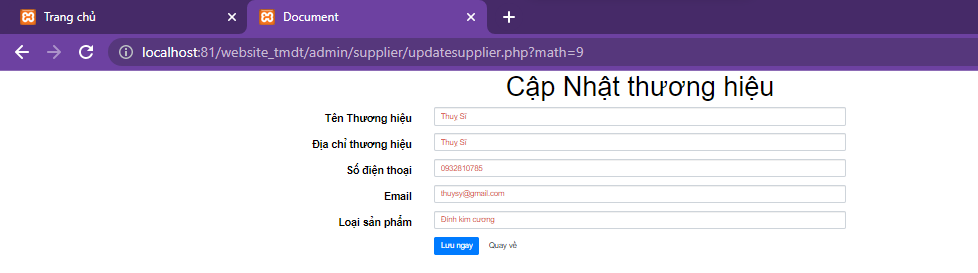 Trang chủ
Document
localhost:81/website_tmdt/admin/supplier/updatesupplier.php?math=9
Cập Nhật thương hiệu
Tên Thương hiệu
Thuỵ Sĩ
Địa chỉ thương hiệu
Thuỵ Sĩ
Số điện thoại
0932810785
Email
thuysy@gmail.com
Loại sản phẩm
Đính kim cương
Lưu ngay
Quay về